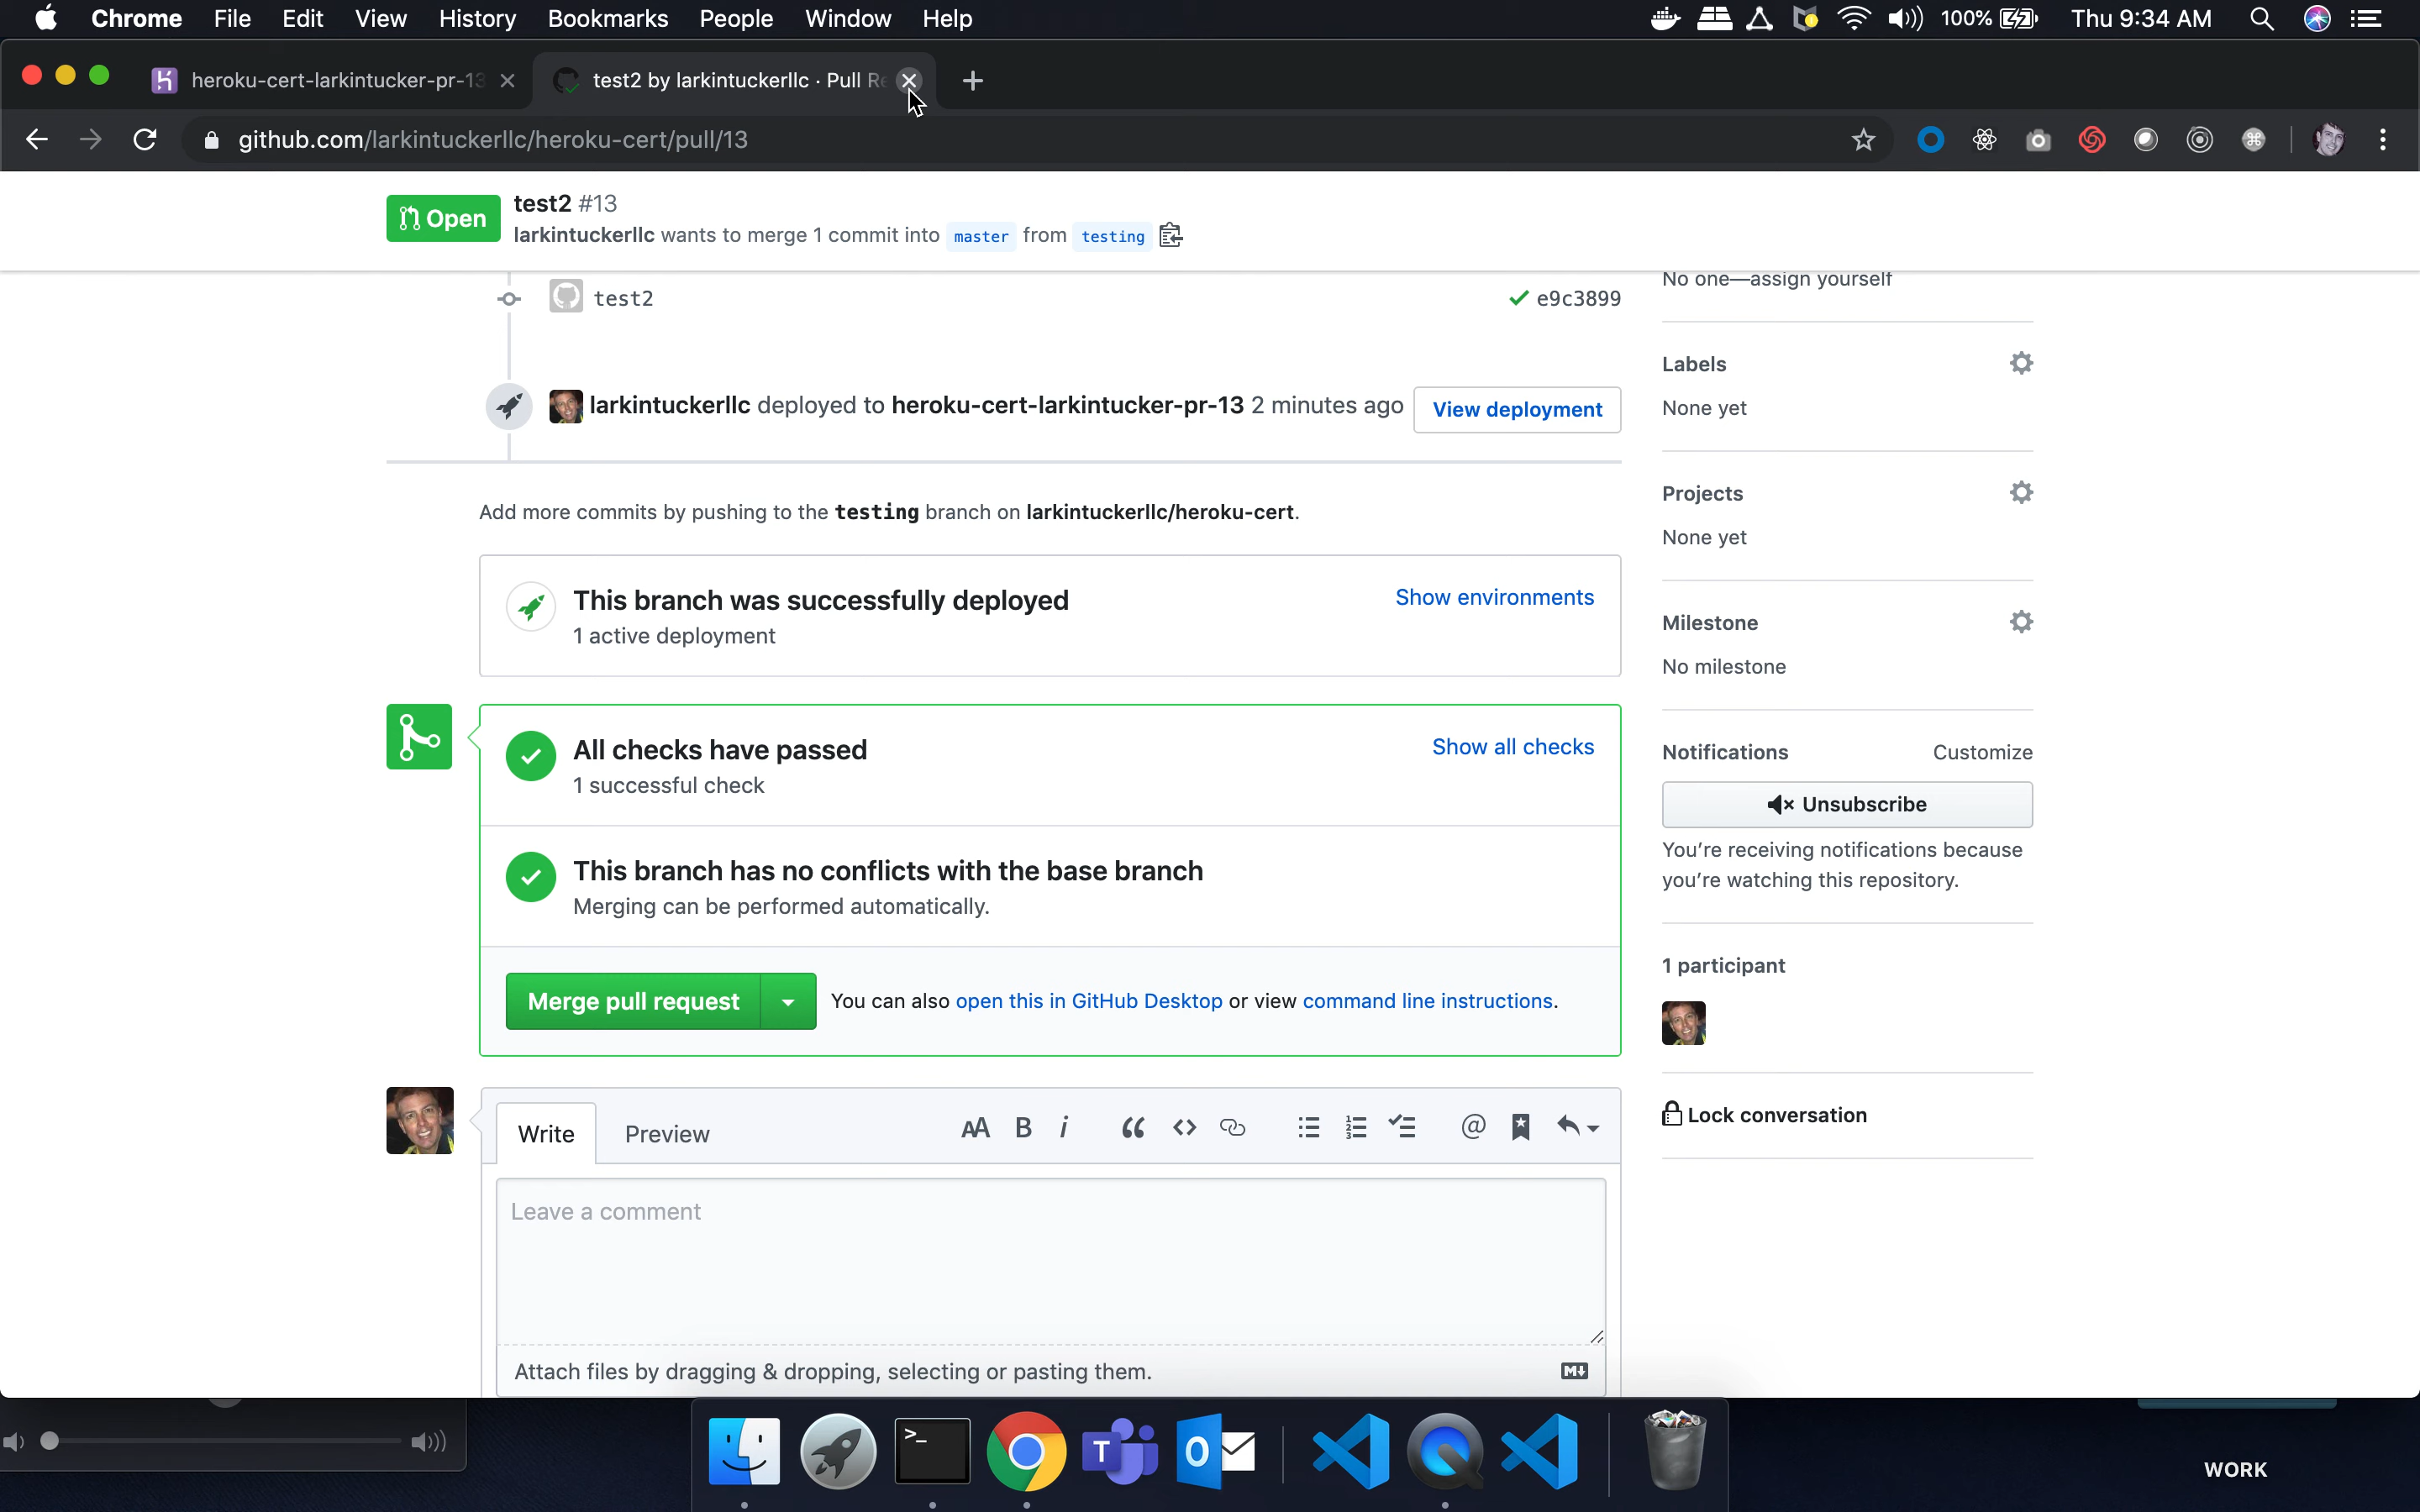 Chrome File Edit View History Bookmarks People Window Help 100% Thu 9:34 AM
heroku-cert-larkintucker-pr-13 test2 by larkintuckerllc · Pull Re
github.com/larkintuckerllc/heroku-cert/pull/13
Open
test2 #13
larkintuckerllc wants to merge 1 commit into master from testing
test2 e9c3899
larkintuckerllc deployed to heroku-cert-larkintucker-pr-13 2 minutes ago View deployment
Add more commits by pushing to the testing branch on larkintuckerllc/heroku-cert.
This branch was successfully deployed Show environments
1 active deployment
All checks have passed Show all checks
1 successful check
This branch has no conflicts with the base branch
Merging can be performed automatically.
Merge pull request You can also open this in GitHub Desktop or view command line instructions.
Write Preview AA B i
Leave a comment
Attach files by dragging & dropping, selecting or pasting them.
No one—assign yourself
Labels
None yet
Projects
None yet
Milestone
No milestone
Notifications Customize
Unsubscribe
You're receiving notifications because
you're watching this repository.
1 participant
Lock conversation
WORK